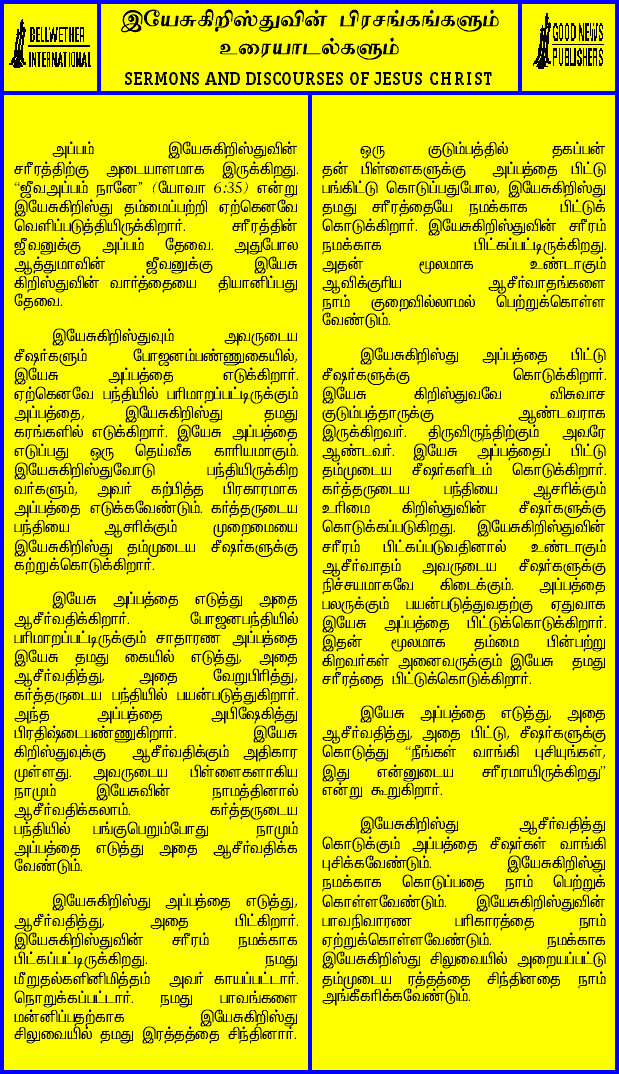 BELLWETHER
INTERNATIONAL
இயேசுகிறிஸ்துவின் பிரசங்கங்களும்
உரையாடல்களும்
SERMONS AND DISCOURSES OF JESUS CHRIST
GOOD NEWS
PUBLISHERS
அப்பம் இயேசுகிறிஸ்துவின்
சரீரத்திற்கு அடையாளமாக இருக்கிறது.
“ஜீவஅப்பம் நானே” (யோவா 6:35) என்று
இயேசுகிறிஸ்து தம்மைப்பற்றி ஏற்கெனவே
வெளிப்படுத்தியிருக்கிறார். சரீரத்தின்
ஜீவனுக்கு அப்பம் தேவை. அதுபோல
ஆத்துமாவின் ஜீவனுக்கு இயேசு
கிறிஸ்துவின் வார்த்தையை தியானிப்பது
தேவை.
இயேசுகிறிஸ்துவும் அவருடைய
சீஷர்களும் போஜனம்பண்ணுகையில்,
இயேசு அப்பத்தை எடுக்கிறார்.
ஏற்கெனவே பந்தியில் பரிமாறப்பட்டிருக்கும்
அப்பத்தை, இயேசுகிறிஸ்து தமது
கரங்களில் எடுக்கிறார். இயேசு அப்பத்தை
எடுப்பது ஒரு தெய்வீக காரியமாகும்.
இயேசுகிறிஸ்துவோடு பந்தியிருக்கிற
வர்களும், அவர் கற்பித்த பிரகாரமாக
அப்பத்தை எடுக்கவேண்டும். கர்த்தருடைய
பந்தியை ஆசரிக்கும் முறைமையை
இயேசுகிறிஸ்து தம்முடைய சீஷர்களுக்கு
கற்றுக்கொடுக்கிறார்.
இயேசு அப்பத்தை எடுத்து அதை
ஆசீர்வதிக்கிறார். போஜனபந்தியில்
பரிமாறப்பட்டிருக்கும் சாதாரண அப்பத்தை
இயேசு தமது கையில் எடுத்து, அதை
ஆசீர்வதித்து, அதை வேறுபிரித்து,
கர்த்தருடைய பந்தியில் பயன்படுத்துகிறார்.
அந்த அப்பத்தை அபிஷேகித்து
பிரதிஷ்டைபண்ணுகிறார். இயேசு
கிறிஸ்துவுக்கு ஆசீர்வதிக்கும் அதிகார
முள்ளது. அவருடைய பிள்ளைகளாகிய
நாமும் இயேசுவின் நாமத்தினால்
ஆசீர்வதிக்கலாம். கர்த்தருடைய
பந்தியில் பங்குபெறும்போது நாமும்
அப்பத்தை எடுத்து அதை ஆசீர்வதிக்க
வேண்டும்.
இயேசுகிறிஸ்து அப்பத்தை எடுத்து,
ஆசீர்வதித்து, அதை பிட்கிறார்.
இயேசுகிறிஸ்துவின் சரீரம் நமக்காக
பிட்கப்பட்டிருக்கிறது. நமது
மீறுதல்களினிமித்தம் அவர் காயப்பட்டார்.
நொறுக்கப்பட்டார். நமது பாவங்களை
மன்னிப்பதற்காக இயேசுகிறிஸ்து
சிலுவையில் தமது இரத்தத்தை சிந்தினார்.
ஒரு குடும்பத்தில் தகப்பன்
தன் பிள்ளைகளுக்கு அப்பத்தை பிட்டு
பங்கிட்டு கொடுப்பதுபோல, இயேசுகிறிஸ்து
தமது சரீரத்தையே நமக்காக பிட்டுக்
கொடுக்கிறார். இயேசுகிறிஸ்துவின் சரீரம்
நமக்காக பிட்கப்பட்டிருக்கிறது.
அதன் மூலமாக உண்டாகும்
ஆவிக்குரிய ஆசீர்வாதங்களை
நாம் குறைவில்லாமல் பெற்றுக்கொள்ள
வேண்டும்.
இயேசுகிறிஸ்து அப்பத்தை பிட்டு
சீஷர்களுக்கு கொடுக்கிறார்.
இயேசு கிறிஸ்துவவே விசுவாச
குடும்பத்தாருக்கு ஆண்டவராக
இருக்கிறவர். திருவிருந்திற்கும் அவரே
ஆண்டவர். இயேசு அப்பத்தைப் பிட்டு
தம்முடைய சீஷர்களிடம் கொடுக்கிறார்.
கர்த்தருடைய பந்தியை ஆசரிக்கும்
உரிமை கிறிஸ்துவின் சீஷர்களுக்கு
கொடுக்கப்படுகிறது. இயேசுகிறிஸ்துவின்
சரீரம் பிட்கப்படுவதினால் உண்டாகும்
ஆசீர்வாதம் அவருடைய சீஷர்களுக்கு
நிச்சயமாகவே கிடைக்கும். அப்பத்தை
பலருக்கும் பயன்படுத்துவதற்கு ஏதுவாக
இயேசு அப்பத்தை பிட்டுக்கொடுக்கிறார்.
இதன் மூலமாக தம்மை பின்பற்று
கிறவர்கள் அனைவருக்கும் இயேசு தமது
சரீரத்தை பிட்டுக்கொடுக்கிறார்.
இயேசு அப்பத்தை எடுத்து, அதை
ஆசீர்வதித்து, அதை பிட்டு, சீஷர்களுக்கு
கொடுத்து “நீங்கள் வாங்கி புசியுங்கள்,
இது என்னுடைய சரீரமாயிருக்கிறது”
என்று கூறுகிறார்.
இயேசுகிறிஸ்து ஆசீர்வதித்து
கொடுக்கும் அப்பத்தை சீஷர்கள் வாங்கி
புசிக்கவேண்டும். இயேசுகிறிஸ்து
நமக்காக கொடுப்பதை நாம் பெற்றுக்
கொள்ளவேண்டும். இயேசுகிறிஸ்துவின்
பாவநிவாரண பரிகாரத்தை நாம்
ஏற்றுக்கொள்ளவேண்டும். நமக்காக
இயேசுகிறிஸ்து சிலுவையில் அறையப்பட்டு
தம்முடைய ரத்தத்தை சிந்தினதை நாம்
அங்கீகரிக்கவேண்டும்.